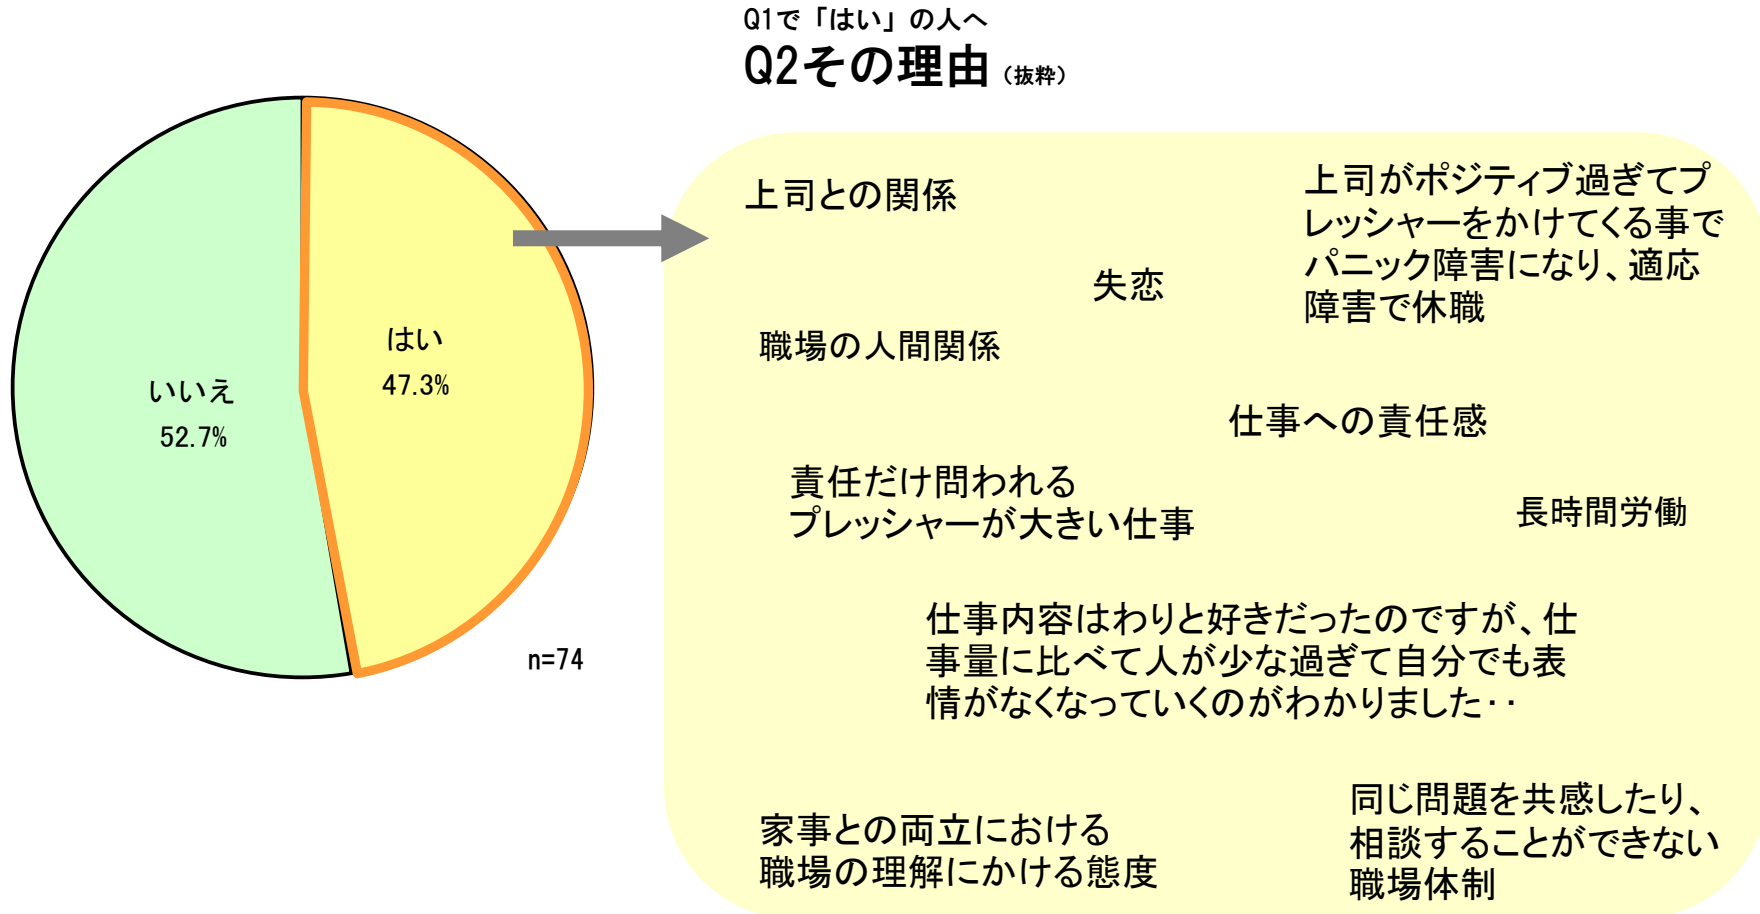 Q1で「はい」の人へ
Q2その理由（抜粋）
はい
47.3%
いいえ
52.7%
n=74
上司との関係
上司がポジティブ過ぎてプ
レッシャーをかけてくる事で
パニック障害になり、適応
障害で休職
失恋
職場の人間関係
仕事への責任感
責任だけ問われる
プレッシャーが大きい仕事
長時間労働
仕事内容はわりと好きだったのですが、仕
事量に比べて人が少な過ぎて自分でも表
情がなくなっていくのがわかりました‥
家事との両立における
職場の理解にかける態度
同じ問題を共感したり、
相談することができない
職場体制